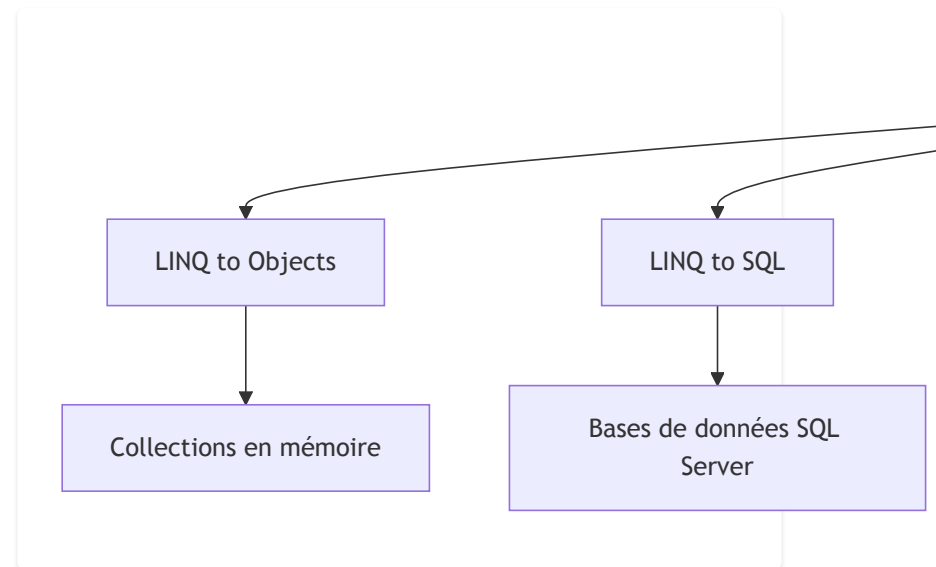 LINQ to Objects
LINQ to SQL
Collections en mémoire
Bases de données SQL
Server